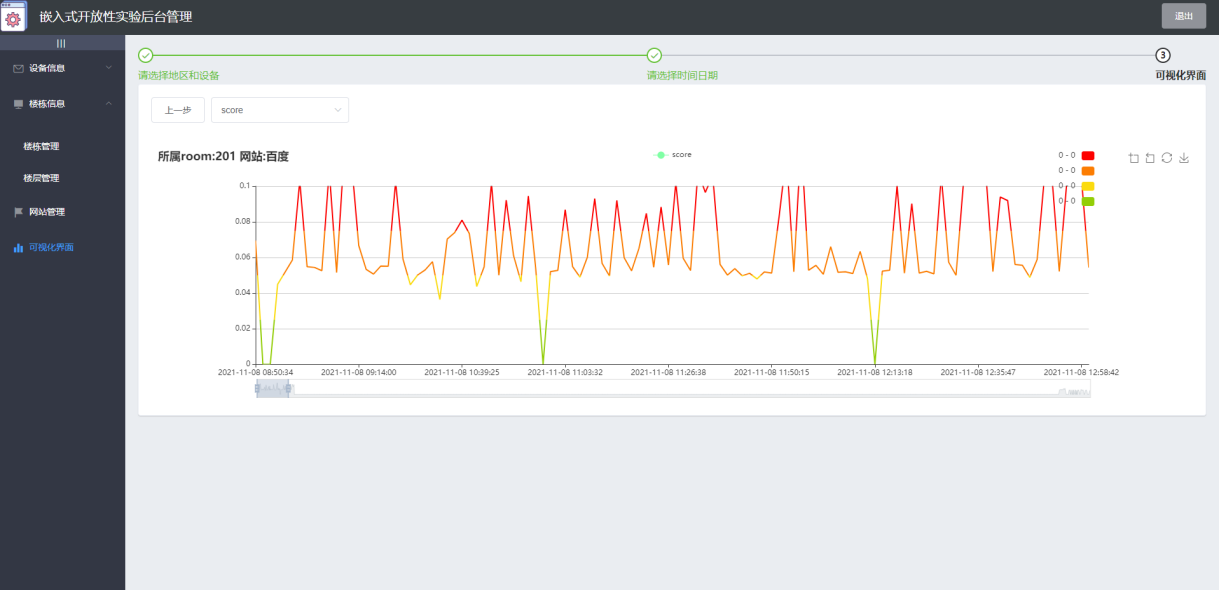 嵌入式开放性实验后台管理
退出
设备信息
楼栋信息
楼栋管理
楼层管理
网站管理
可视化界面
请选择地区和设备
请选择时间日期
3
可视化界面
上一步
score
所属room:201 网站:百度
score
0 - 0
0 - 0
0 - 0
0 - 0
0.1
0.08
0.06
0.04
0.02
0
2021-11-08 08:50:34
2021-11-08 09:14:00
2021-11-08 10:39:25
2021-11-08 11:03:32
2021-11-08 11:26:38
2021-11-08 11:50:15
2021-11-08 12:13:18
2021-11-08 12:35:47
2021-11-08 12:58:42